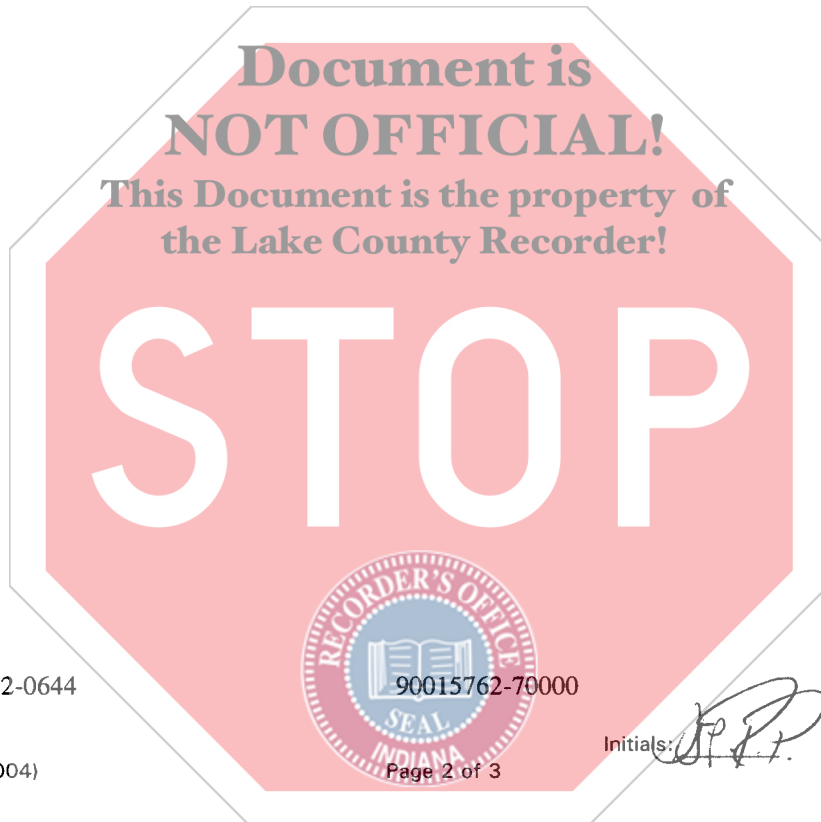 Document is
NOT OFFICIAL!
This Document is the property of
the Lake County Recorder!
STOP
RECORDER'S OFFICE
SEAL
INDIANA
2-0644
90015762-70000
Initials:
004)
Page 2 of 3